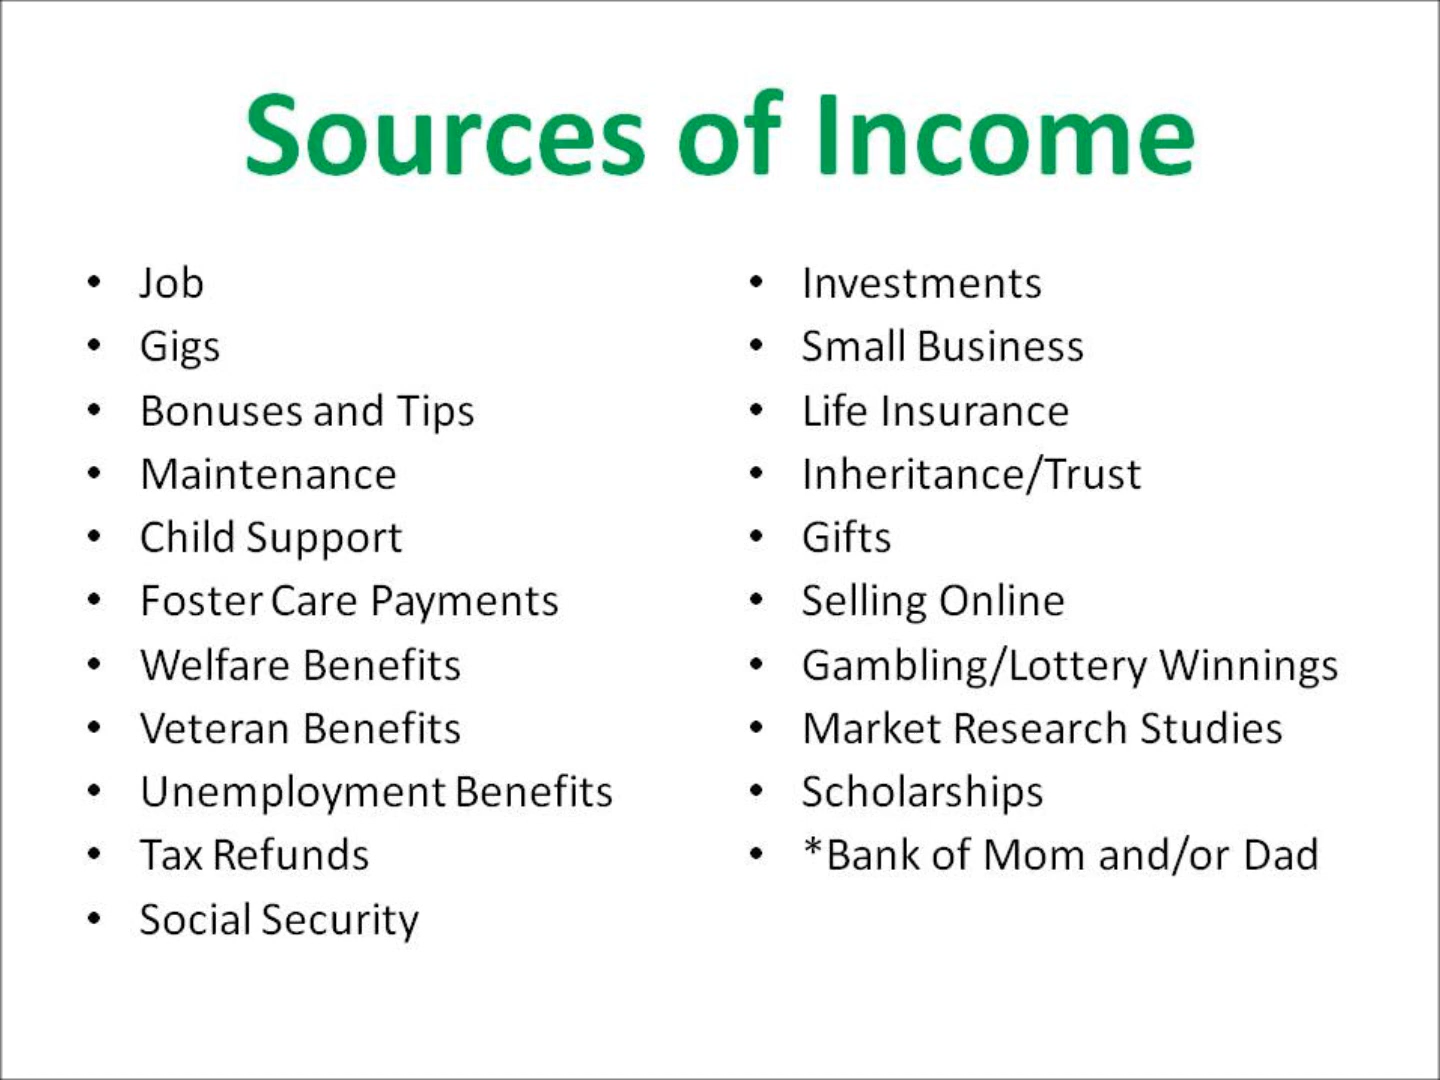 Sources of Income
• Job
• Gigs
• Bonuses and Tips
• Maintenance
• Child Support
• Foster Care Payments
• Welfare Benefits
• Veteran Benefits
• Unemployment Benefits
• Tax Refunds
• Social Security
• Investments
• Small Business
• Life Insurance
• Inheritance/Trust
• Gifts
• Selling Online
• Gambling/Lottery Winnings
• Market Research Studies
• Scholarships
• *Bank of Mom and/or Dad